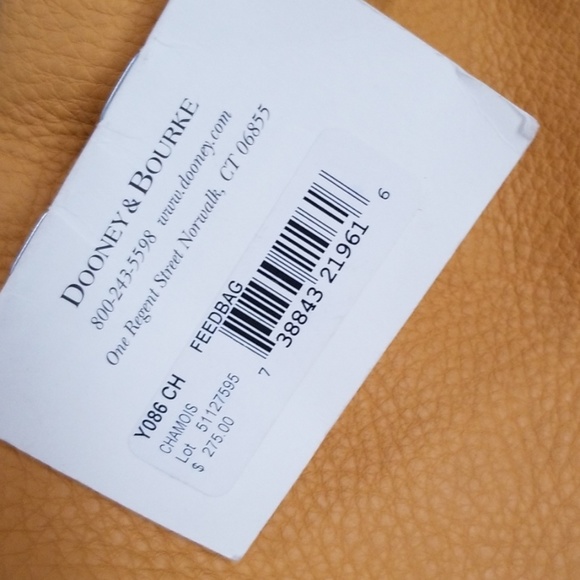 DOONEY & BOURKE
800-243-5598 www.dooney.com
One Regent Street Norwalk, CT 06855
Y086 CH FEEDBAG
CHAMOIS
Lot 51127595
$ 275.00
7 38843 21961 6